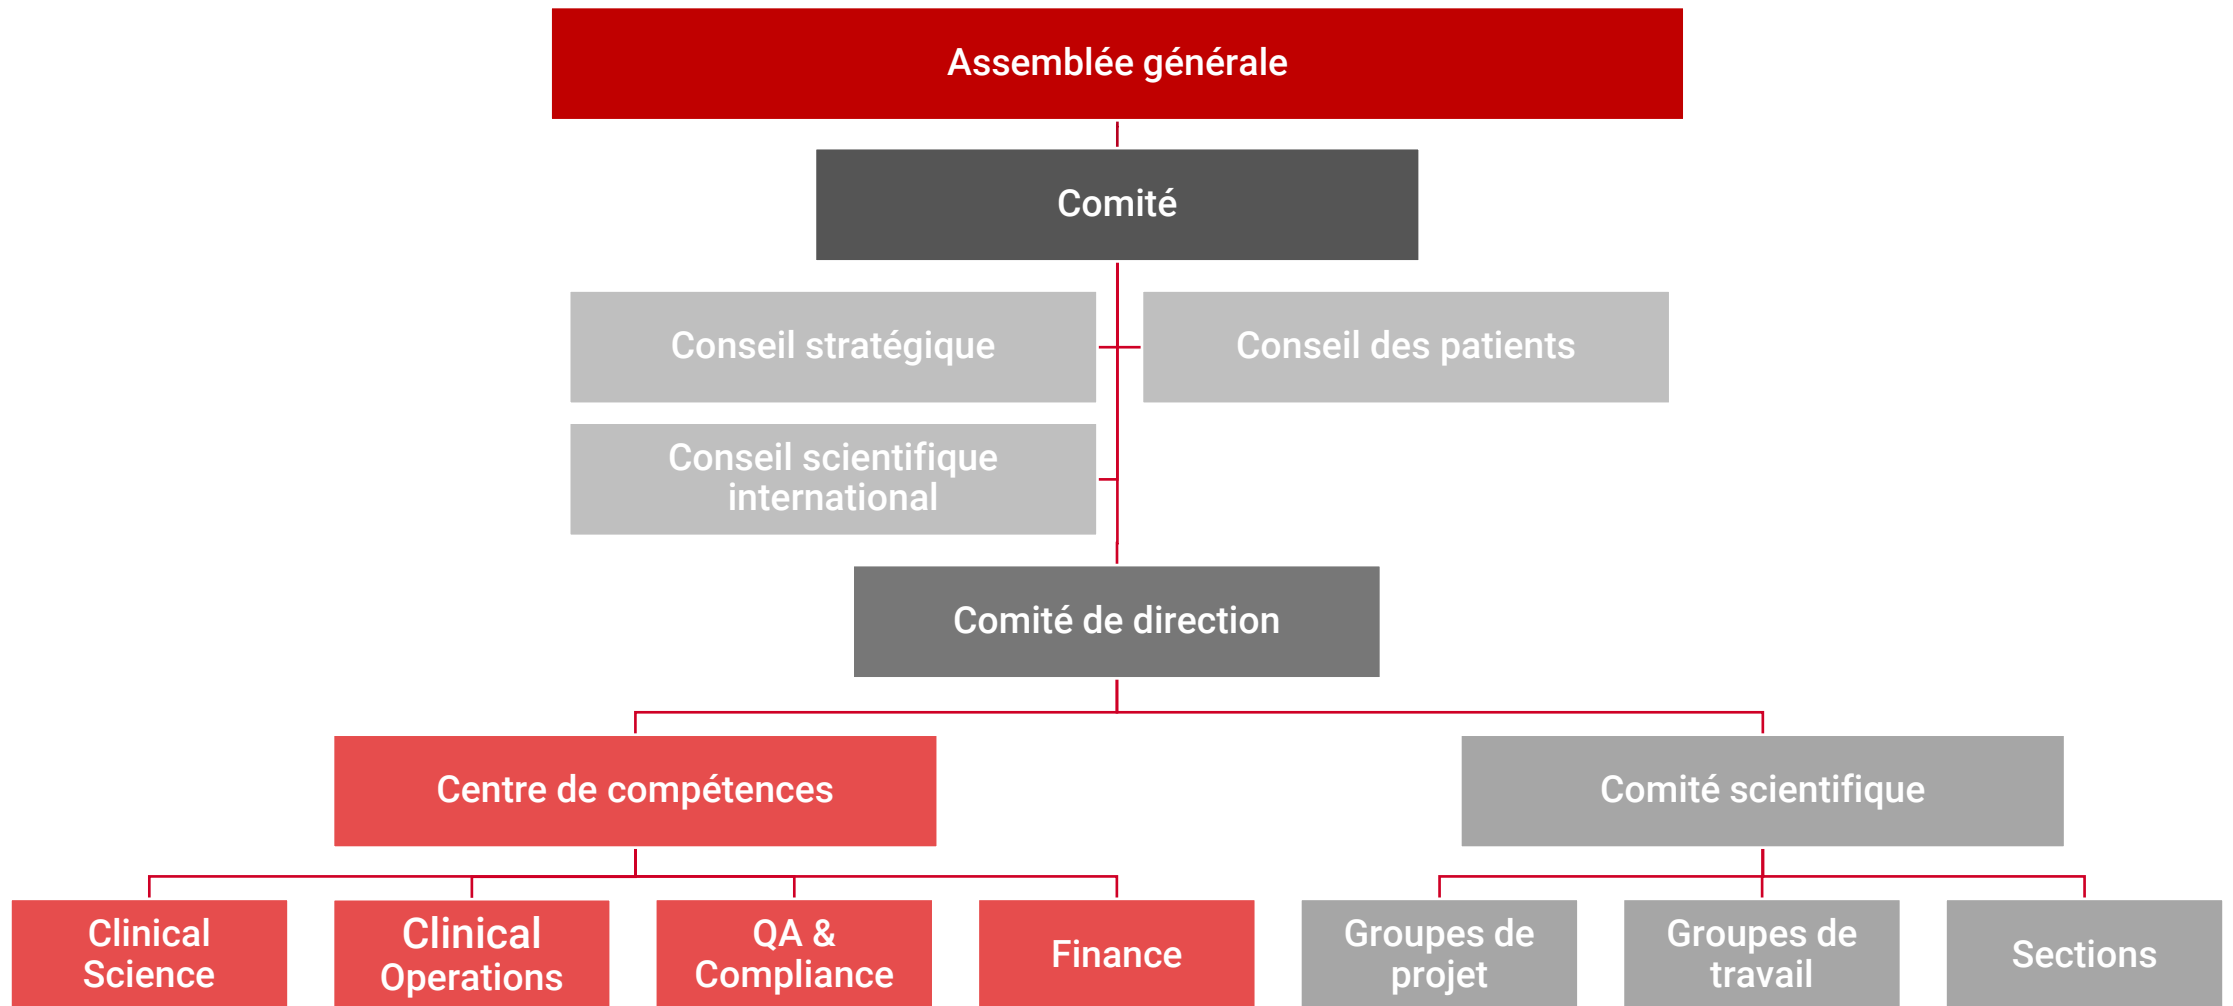 Assemblée générale
Comité
Conseil stratégique
Conseil des patients
Conseil scientifique
international
Comité de direction
Centre de compétences
Comité scientifique
Clinical
Science
Clinical
Operations
QA &
Compliance
Finance
Groupes de
projet
Groupes de
travail
Sections